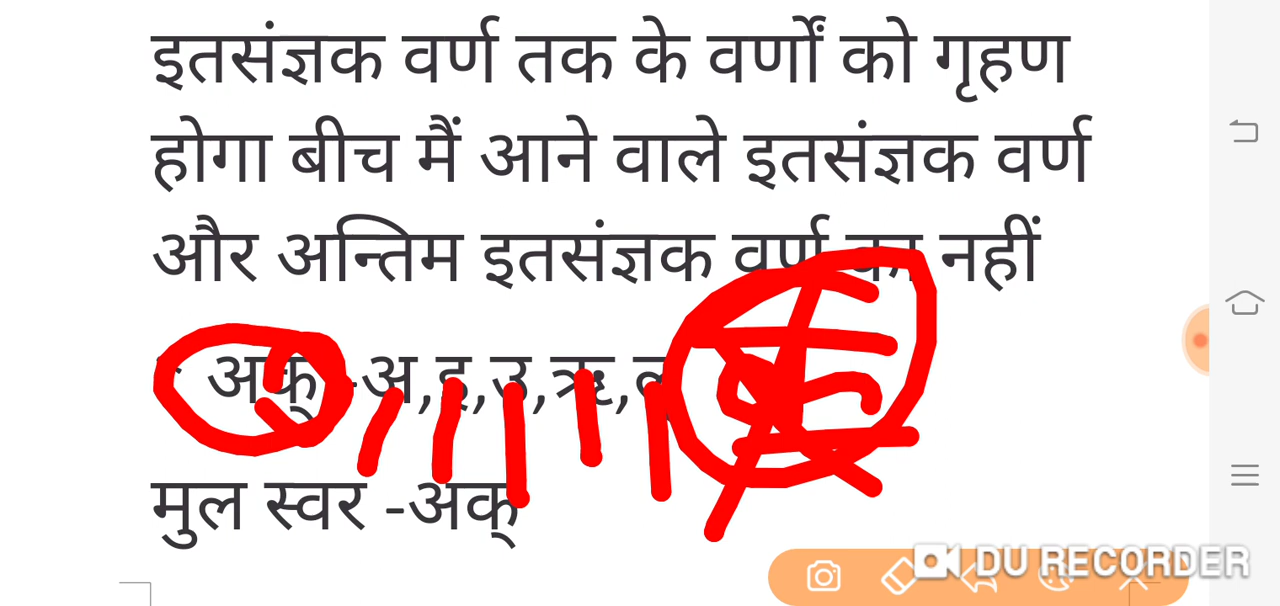 इतसंज्ञक वर्ण तक के वर्णों को गृहण
होगा बीच मैं आने वाले इतसंज्ञक वर्ण
और अन्तिम इतसंज्ञक वर्ण का नहीं
अक् -अ,इ,उ,ऋ,
मुल स्वर -अक्
DU RECORDER